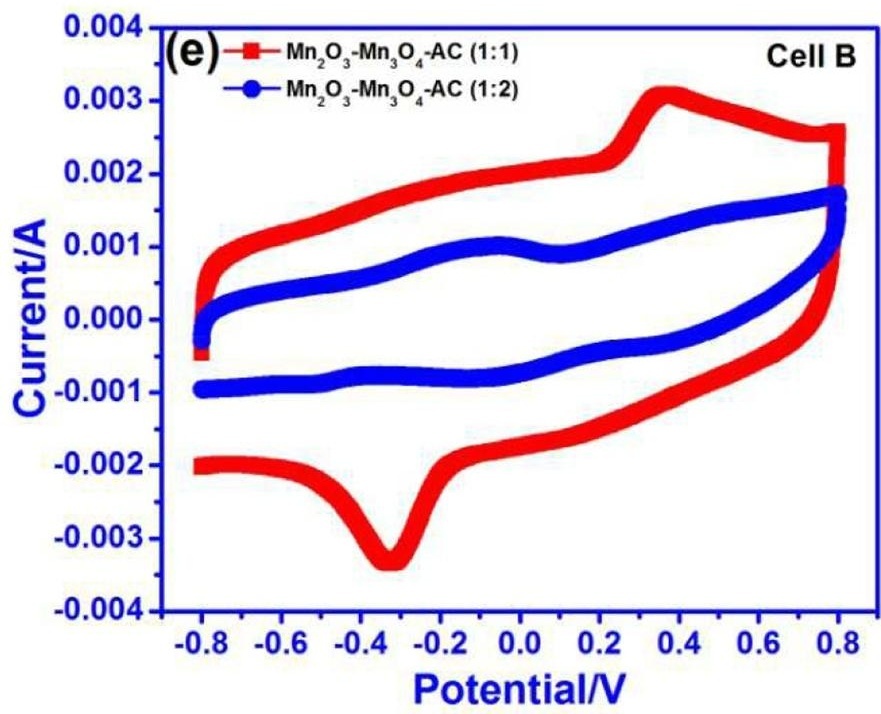 (e)
Mn₂O₃-Mn₃O₄-AC (1:1)
Mn₂O₃-Mn₃O₄-AC (1:2)
Cell B
Current/A
0.004
0.003
0.002
0.001
0.000
-0.001
-0.002
-0.003
-0.004
-0.8 -0.6 -0.4 -0.2 0.0 0.2 0.4 0.6 0.8
Potential/V